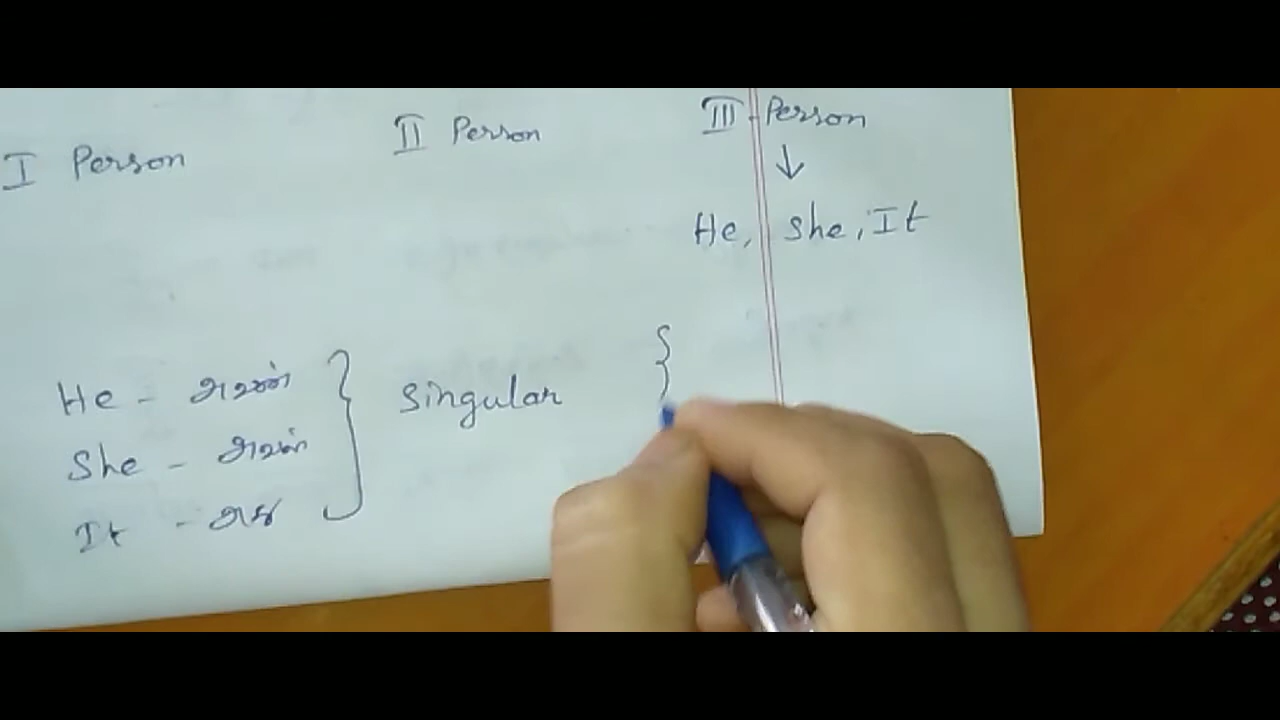 I Person II Person III Person
↓
He, She, It
He - அவன் } Singular }
She - அவள்
It - அது